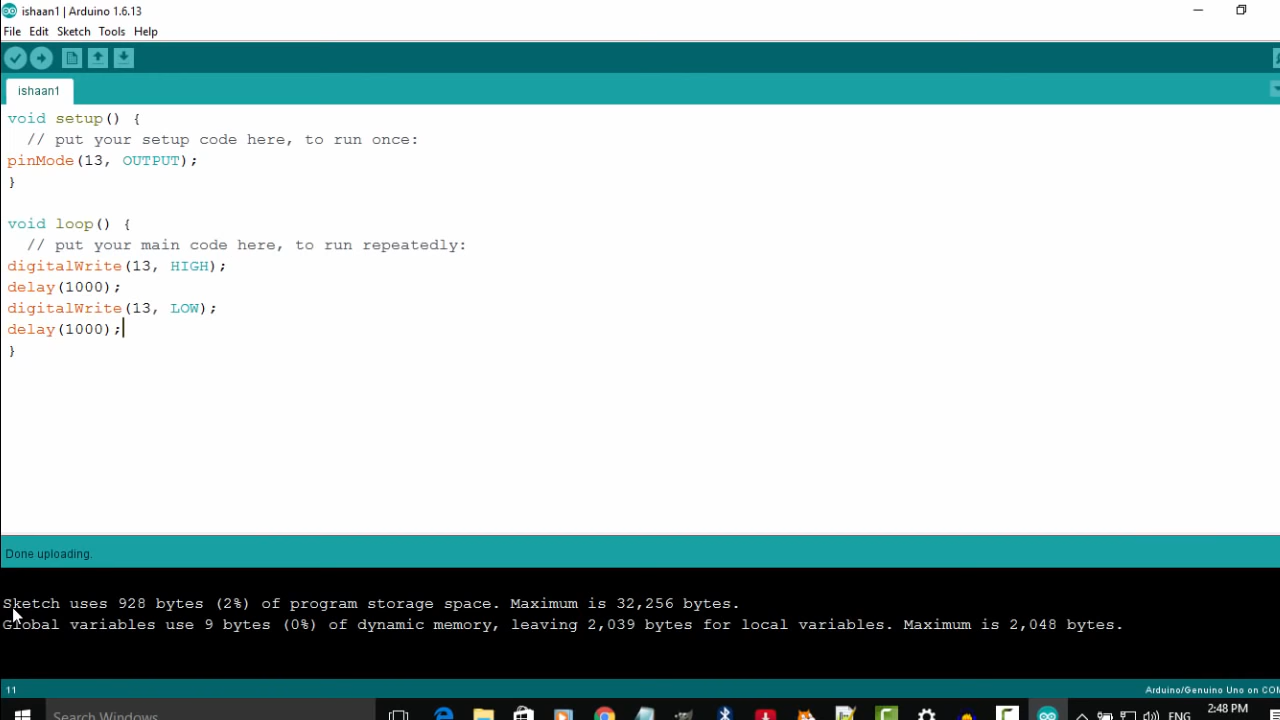 ishaan1 | Arduino 1.6.13
File Edit Sketch Tools Help
ishaan1
void setup() {
  // put your setup code here, to run once:
pinMode(13, OUTPUT);
}
void loop() {
  // put your main code here, to run repeatedly:
digitalWrite(13, HIGH);
delay(1000);
digitalWrite(13, LOW);
delay(1000);
}
Done uploading.
Sketch uses 928 bytes (2%) of program storage space. Maximum is 32,256 bytes.
Global variables use 9 bytes (0%) of dynamic memory, leaving 2,039 bytes for local variables. Maximum is 2,048 bytes.
11
Arduino/Genuino Uno on COM
Search Windows
ENG
2:48 PM